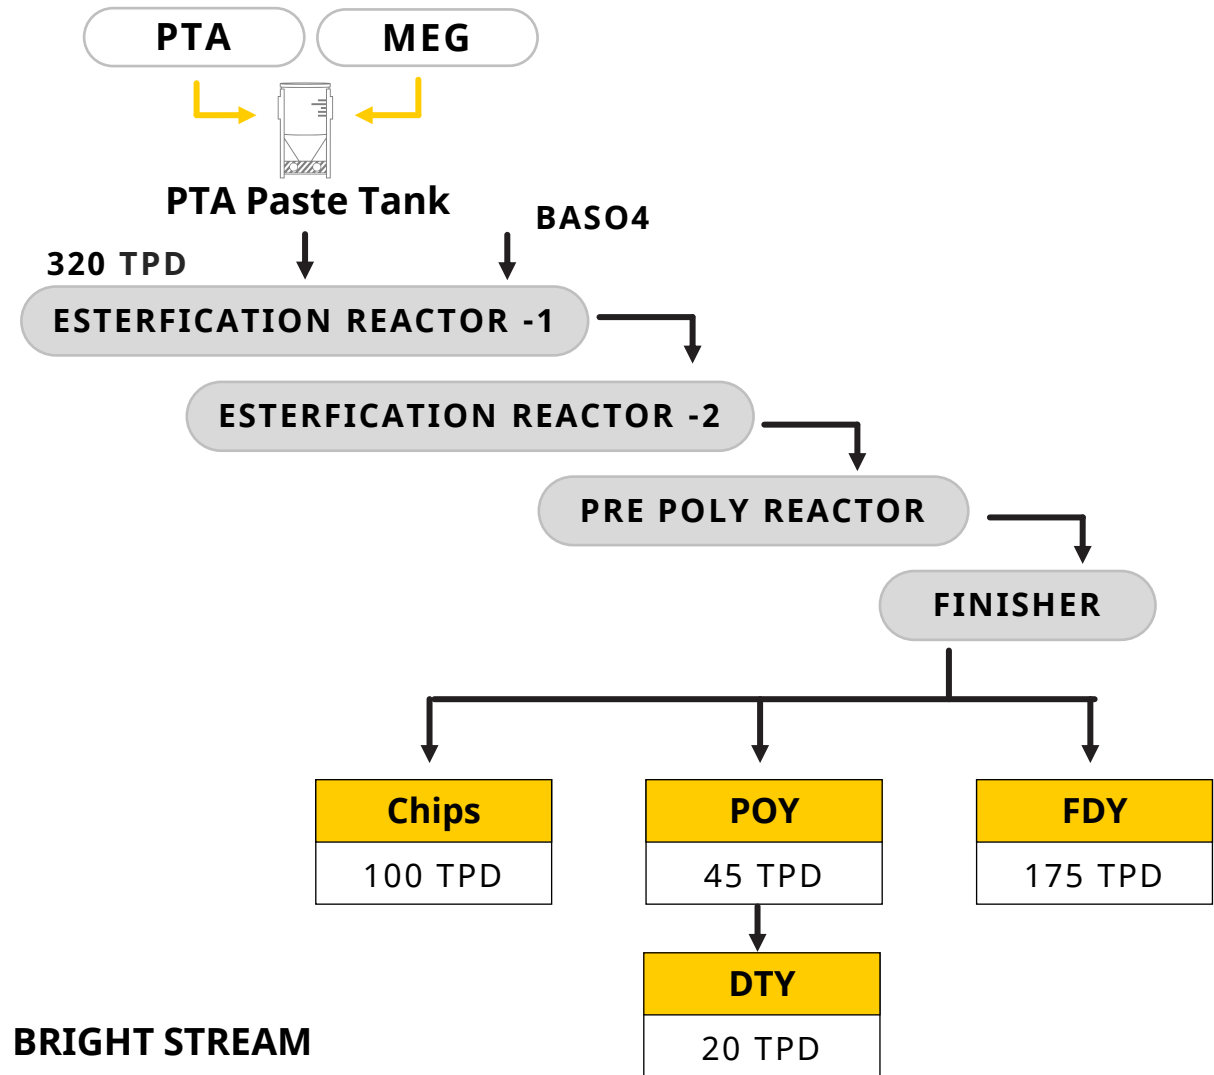 PTA
MEG
PTA Paste Tank
BASO4
320 TPD
ESTERFICATION REACTOR -1
ESTERFICATION REACTOR -2
PRE POLY REACTOR
FINISHER
Chips
POY
FDY
100 TPD
45 TPD
175 TPD
DTY
20 TPD
BRIGHT STREAM